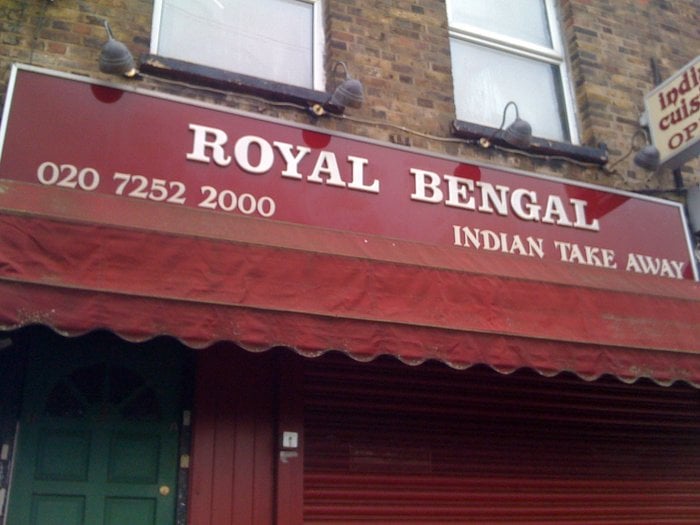 ROYAL BENGAL
020 7252 2000
INDIAN TAKE AWAY